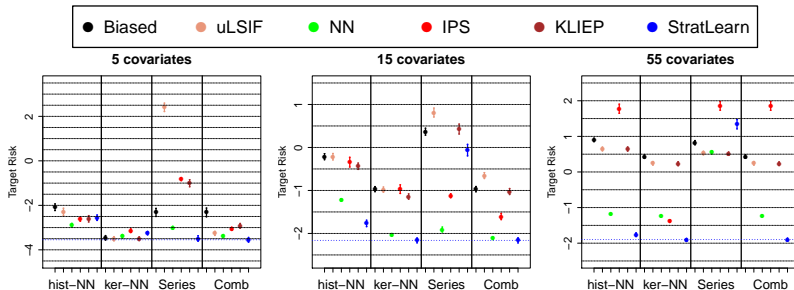 Biased uLSIF NN IPS KLIEP StratLearn
5 covariates
Target Risk
2
0
−2
−4
hist−NN ker−NN Series Comb
15 covariates
Target Risk
1
0
−1
−2
hist−NN ker−NN Series Comb
55 covariates
Target Risk
2
1
0
−1
−2
hist−NN ker−NN Series Comb